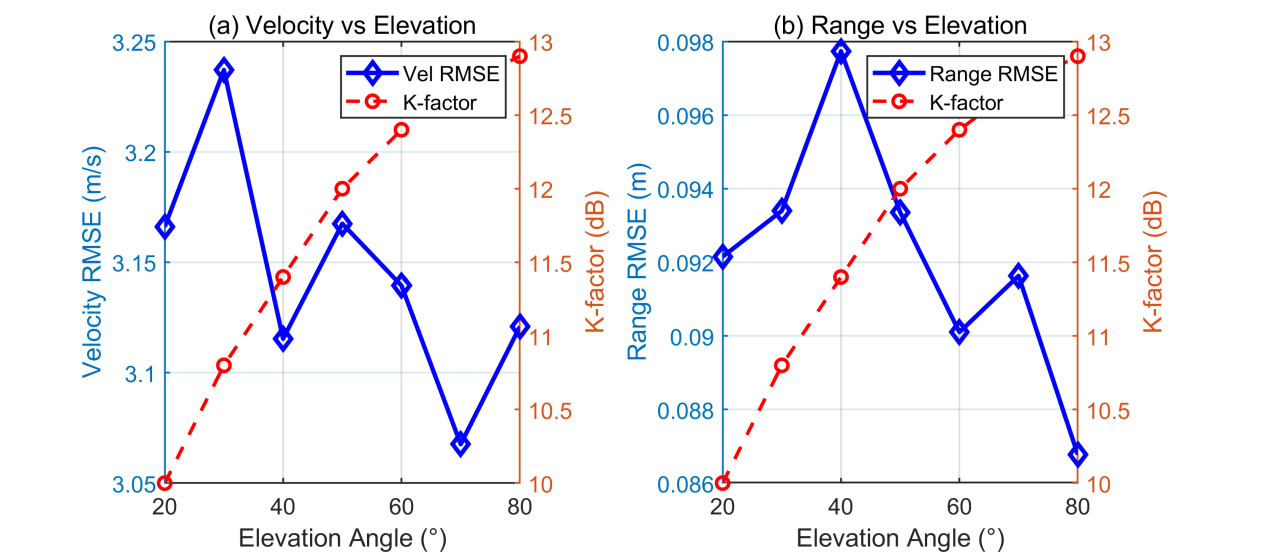 (a) Velocity vs Elevation
3.25
3.2
3.15
3.1
3.05
Velocity RMSE (m/s)
Vel RMSE
K-factor
13
12.5
12
11.5
11
10.5
10
K-factor (dB)
20 40 60 80
Elevation Angle (°)
(b) Range vs Elevation
0.098
0.096
0.094
0.092
0.09
0.088
0.086
Range RMSE (m)
Range RMSE
K-factor
13
12.5
12
11.5
11
10.5
10
K-factor (dB)
20 40 60 80
Elevation Angle (°)